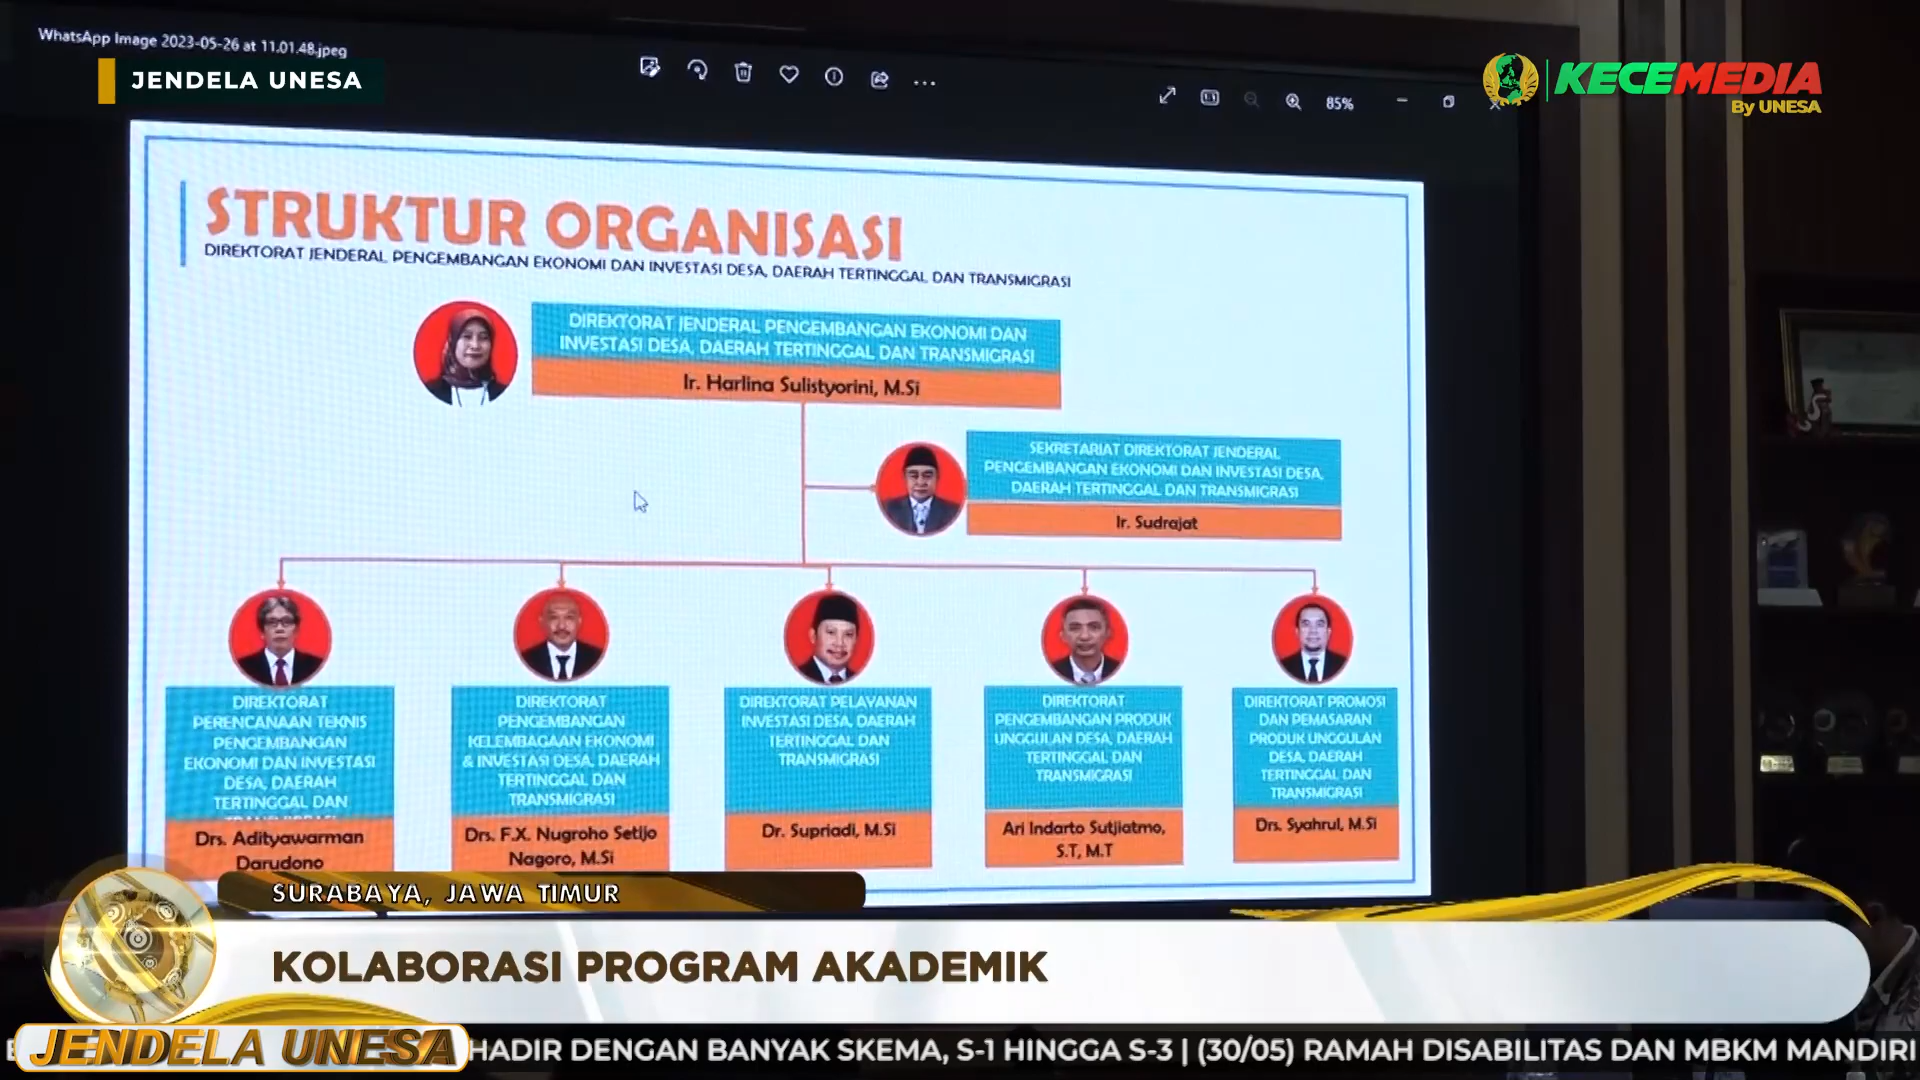 WhatsApp Image 2023-05-26 at 11.01.48.jpeg
JENDELA UNESA
85%
KECEMEDIA
By UNESA
STRUKTUR ORGANISASI
DIREKTORAT JENDERAL PENGEMBANGAN EKONOMI DAN INVESTASI DESA, DAERAH TERTINGGAL DAN TRANSMIGRASI
DIREKTORAT JENDERAL PENGEMBANGAN EKONOMI DAN
INVESTASI DESA, DAERAH TERTINGGAL DAN TRANSMIGRASI
Ir. Harlina Sulistyorini, M.Si
SEKRETARIAT DIREKTORAT JENDERAL
PENGEMBANGAN EKONOMI DAN INVESTASI DESA,
DAERAH TERTINGGAL DAN TRANSMIGRASI
Ir. Sudrajat
DIREKTORAT
PERENCANAAN TEKNIS
PENGEMBANGAN
EKONOMI DAN INVESTASI
DESA, DAERAH
TERTINGGAL DAN
Drs. Adityawarman
Darudono
DIREKTORAT
PENGEMBANGAN
KELEMBAGAAN EKONOMI
& INVESTASI DESA, DAERAH
TERTINGGAL DAN
TRANSMIGRASI
Drs. F.X. Nugroho Setijo
Nagoro, M.Si
DIREKTORAT PELAYANAN
INVESTASI DESA, DAERAH
TERTINGGAL DAN
TRANSMIGRASI
Dr. Supriadi, M.Si
DIREKTORAT
PENGEMBANGAN PRODUK
UNGGULAN DESA, DAERAH
TERTINGGAL DAN
TRANSMIGRASI
Ari Indarto Sutjiatmo,
S.T, M.T
DIREKTORAT PROMOSI
DAN PEMASARAN
PRODUK UNGGULAN
DESA, DAERAH
TERTINGGAL DAN
TRANSMIGRASI
Drs. Syahrul, M.Si
SURABAYA, JAWA TIMUR
KOLABORASI PROGRAM AKADEMIK
JENDELA UNESA
HADIR DENGAN BANYAK SKEMA, S-1 HINGGA S-3 | (30/05) RAMAH DISABILITAS DAN MBKM MANDIRI